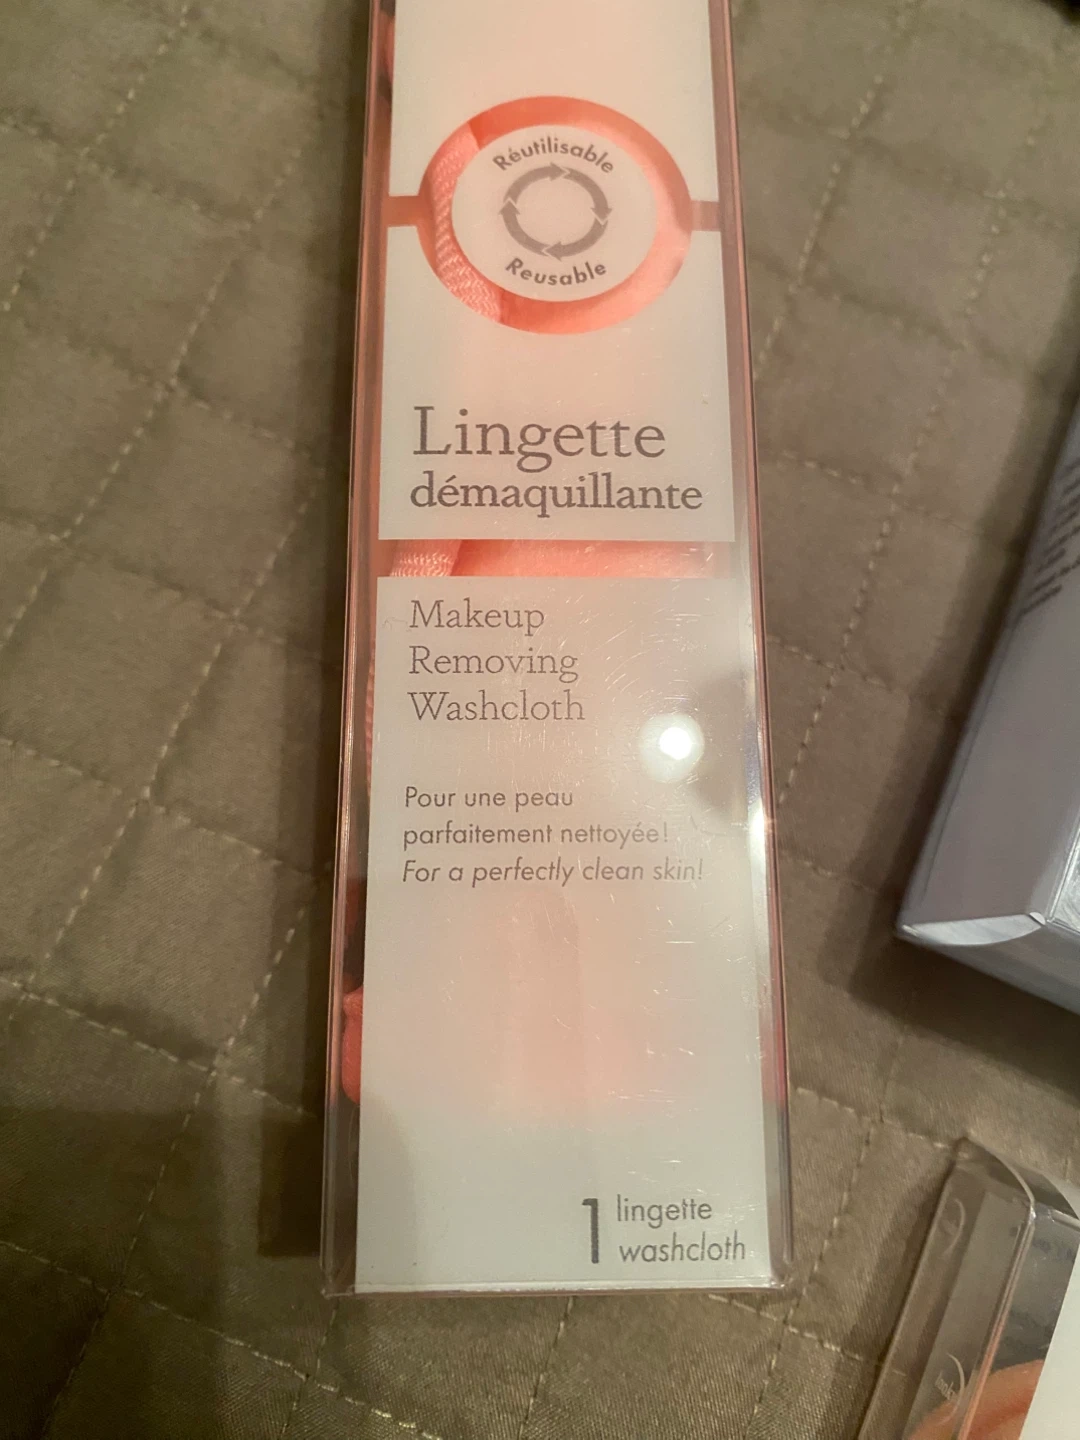 Réutilisable
Reusable
Lingette
démaquillante
Makeup
Removing
Washcloth
Pour une peau
parfaitement nettoyée!
For a perfectly clean skin!
1 lingette
washcloth